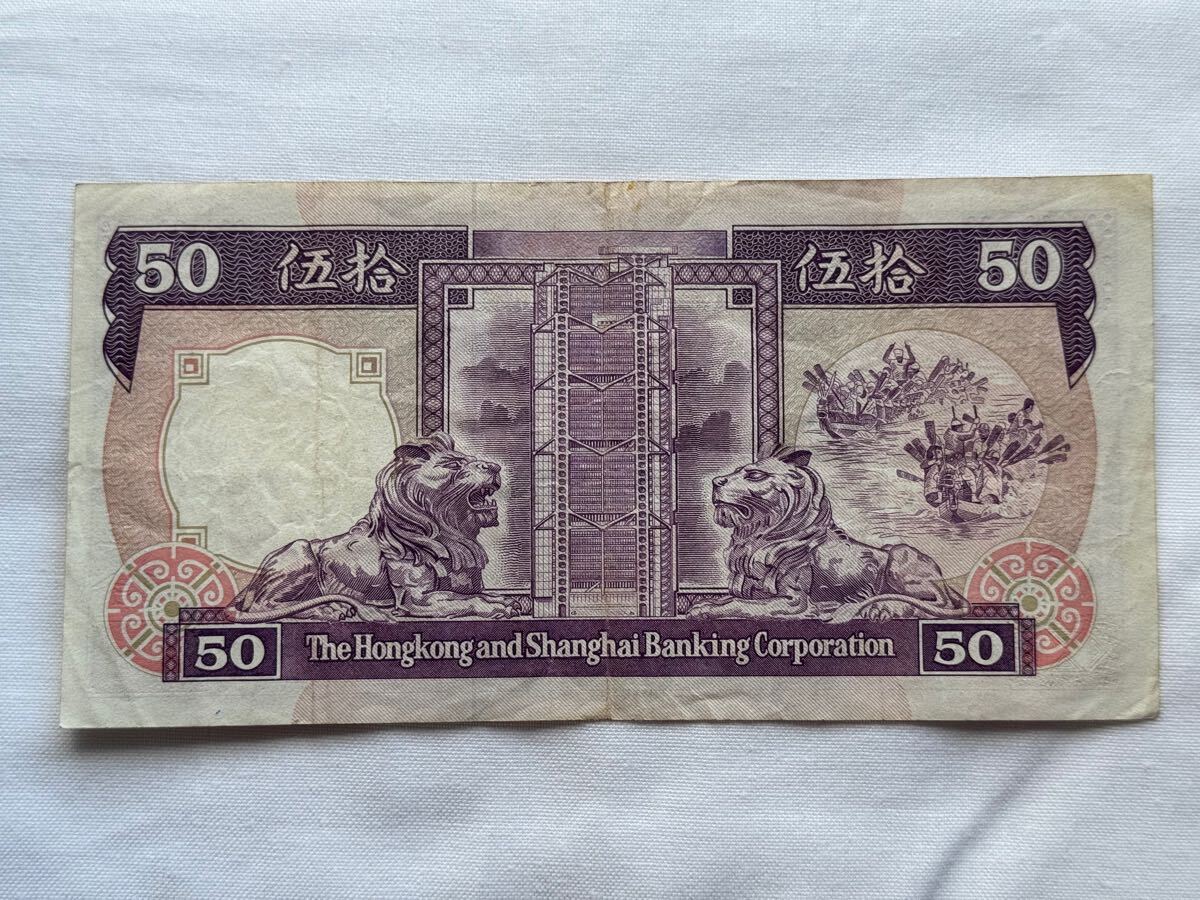 50 伍拾 伍拾 50
50 The Hongkong and Shanghai Banking Corporation 50